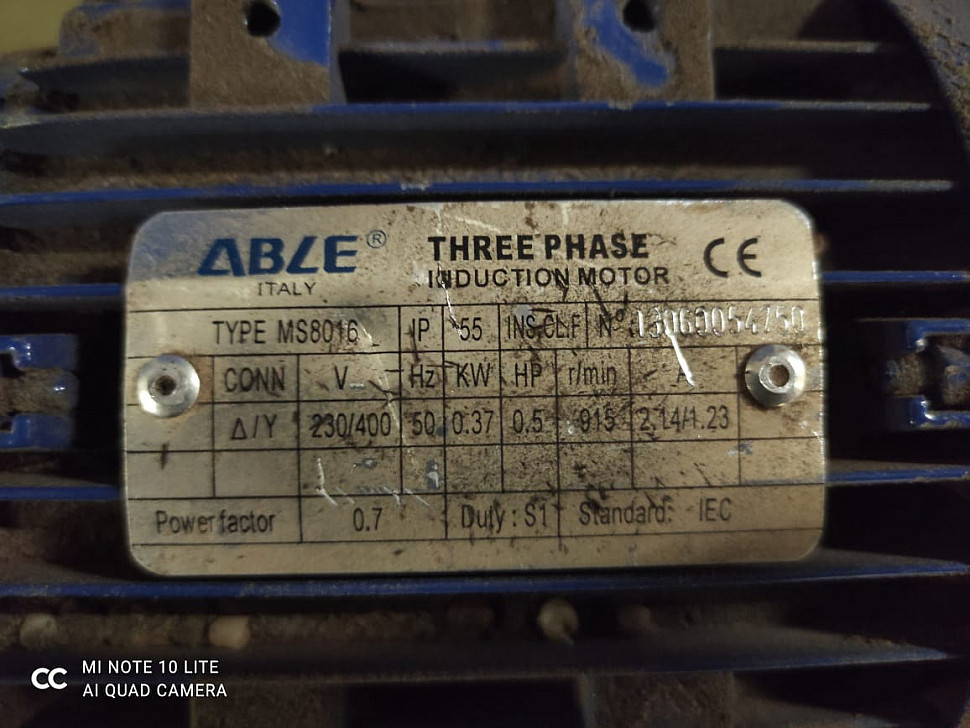 ABLE®
ITALY
THREE PHASE
INDUCTION MOTOR
CE
TYPE MS8016 IP 55 INS.CL.F N°
CONN V Hz KW HP r/min A
Δ/Y 230/400 50 0.37 0.5 915 2.14/1.23
Power factor 0.7 Duty : S1 Standard: IEC
MI NOTE 10 LITE
AI QUAD CAMERA